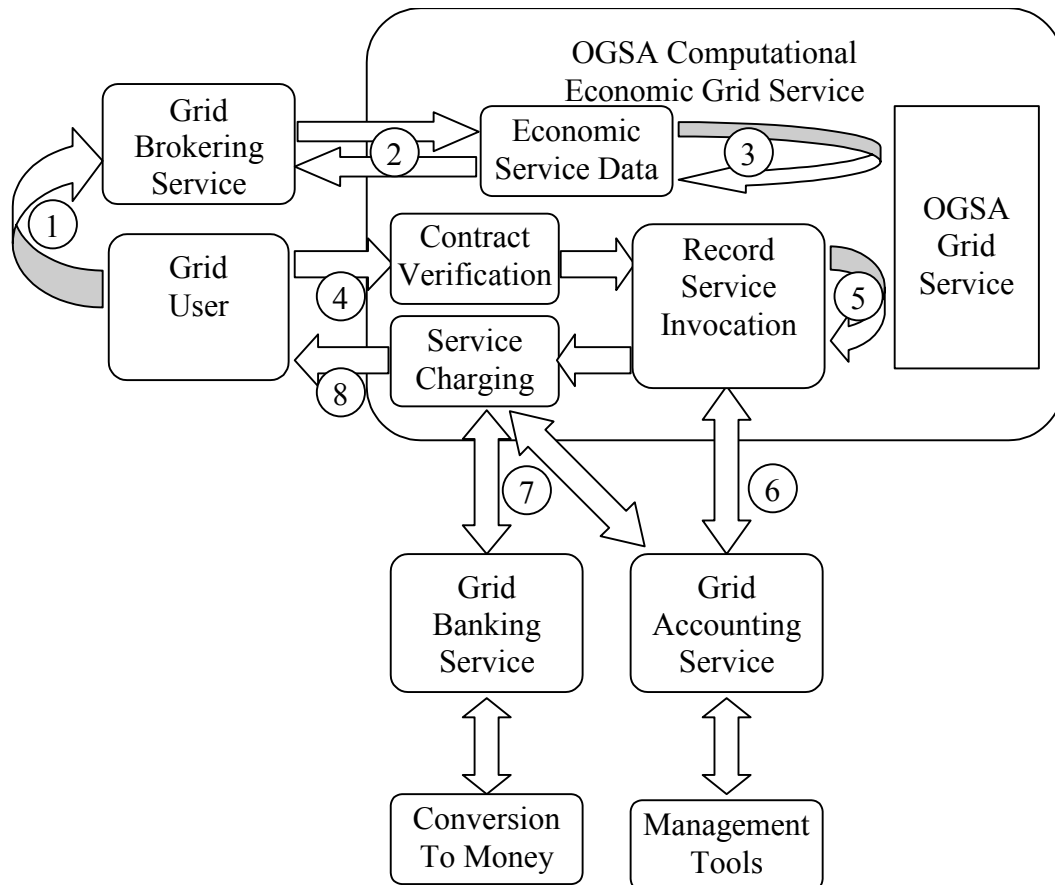 OGSA Computational
Economic Grid Service
Grid
Brokering
Service
2
Economic
Service Data
3
1
OGSA
Grid
Service
Grid
User
4
Contract
Verification
Record
Service
Invocation
5
8
Service
Charging
7
6
Grid
Banking
Service
Grid
Accounting
Service
Conversion
To Money
Management
Tools